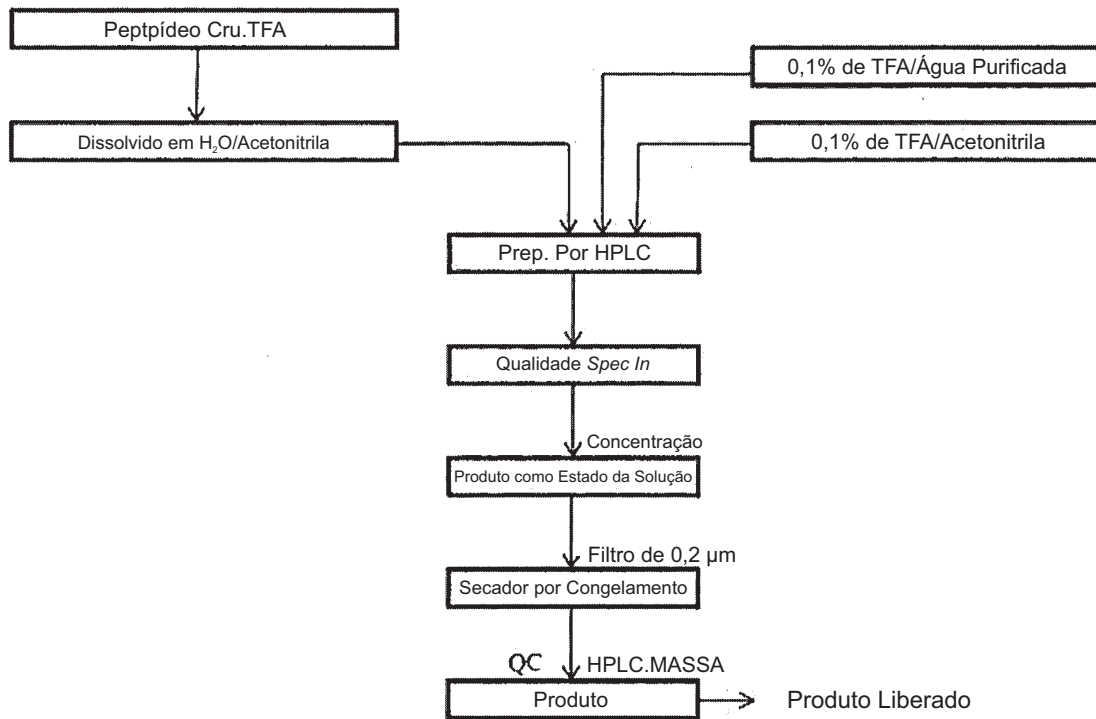 Peptpídeo Cru.TFA
0,1% de TFA/Água Purificada
Dissolvido em H₂O/Acetonitrila
0,1% de TFA/Acetonitrila
Prep. Por HPLC
Qualidade Spec In
Concentração
Produto como Estado da Solução
Filtro de 0,2 µm
Secador por Congelamento
QC HPLC.MASSA
Produto
Produto Liberado